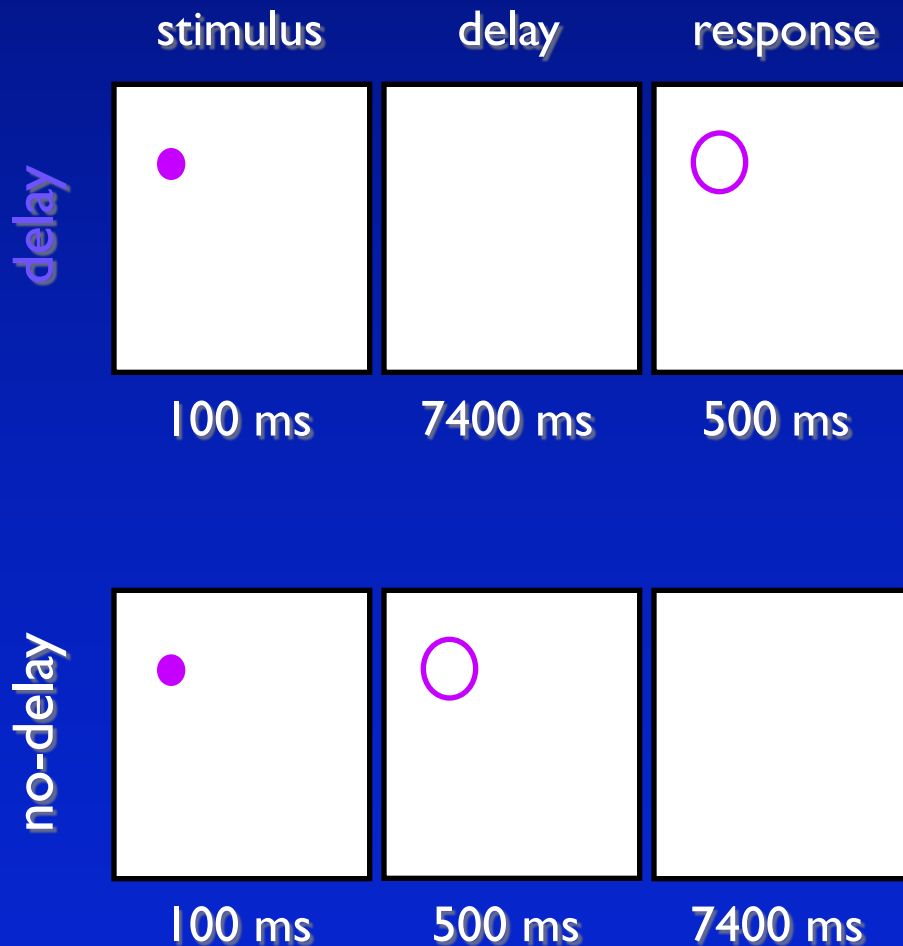 stimulus delay response
delay
100 ms 7400 ms 500 ms
no-delay
100 ms 500 ms 7400 ms